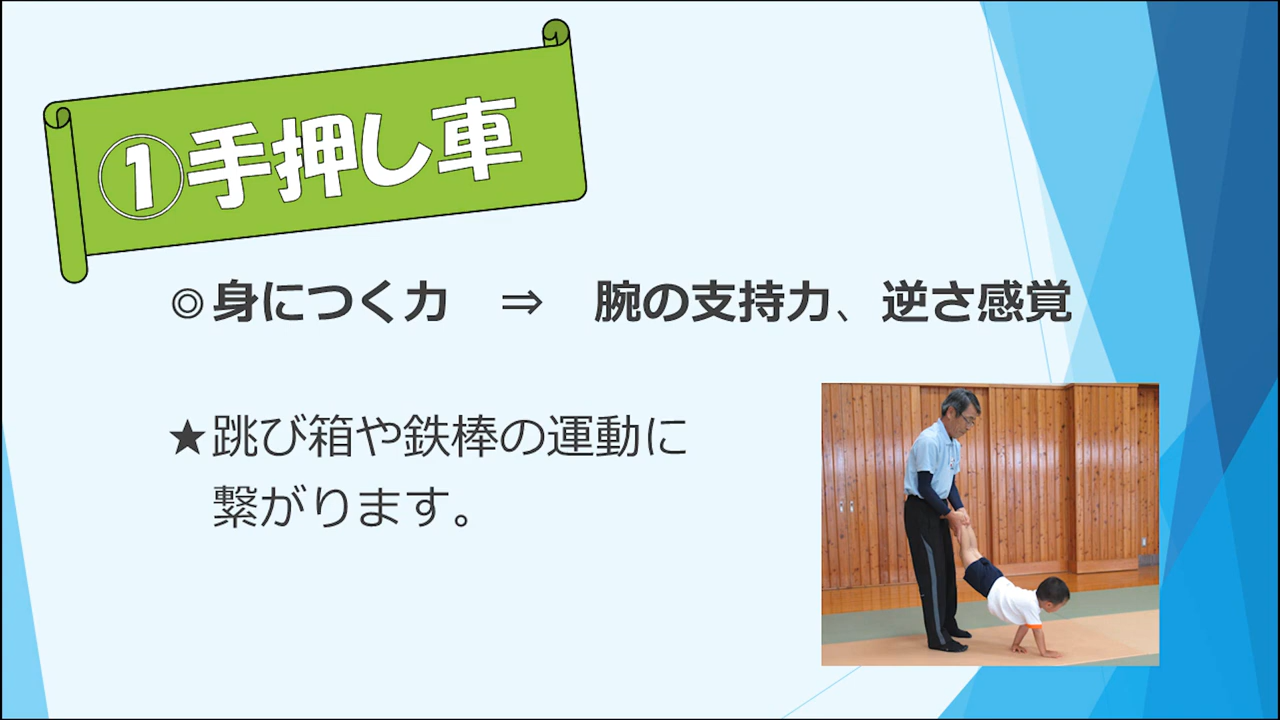 ①手押し車
◎身につく力　⇒　腕の支持力、逆さ感覚
★跳び箱や鉄棒の運動に
繋がります。